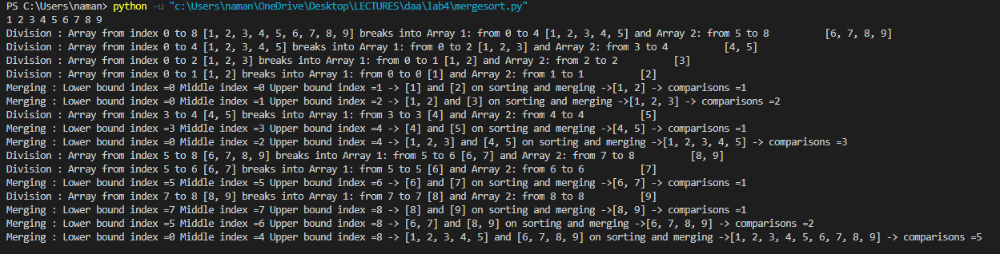 PS C:\Users\naman> python -u "c:\Users\naman\OneDrive\Desktop\LECTURES\daa\lab4\mergesort.py"
1 2 3 4 5 6 7 8 9
Division : Array from index 0 to 8 [1, 2, 3, 4, 5, 6, 7, 8, 9] breaks into Array 1: from 0 to 4 [1, 2, 3, 4, 5] and Array 2: from 5 to 8 [6, 7, 8, 9]
Division : Array from index 0 to 4 [1, 2, 3, 4, 5] breaks into Array 1: from 0 to 2 [1, 2, 3] and Array 2: from 3 to 4 [4, 5]
Division : Array from index 0 to 2 [1, 2, 3] breaks into Array 1: from 0 to 1 [1, 2] and Array 2: from 2 to 2 [3]
Division : Array from index 0 to 1 [1, 2] breaks into Array 1: from 0 to 0 [1] and Array 2: from 1 to 1 [2]
Merging : Lower bound index =0 Middle index =0 Upper bound index =1 -> [1] and [2] on sorting and merging ->[1, 2] -> comparisons =1
Merging : Lower bound index =0 Middle index =1 Upper bound index =2 -> [1, 2] and [3] on sorting and merging ->[1, 2, 3] -> comparisons =2
Division : Array from index 3 to 4 [4, 5] breaks into Array 1: from 3 to 3 [4] and Array 2: from 4 to 4 [5]
Merging : Lower bound index =3 Middle index =3 Upper bound index =4 -> [4] and [5] on sorting and merging ->[4, 5] -> comparisons =1
Merging : Lower bound index =0 Middle index =2 Upper bound index =4 -> [1, 2, 3] and [4, 5] on sorting and merging ->[1, 2, 3, 4, 5] -> comparisons =3
Division : Array from index 5 to 8 [6, 7, 8, 9] breaks into Array 1: from 5 to 6 [6, 7] and Array 2: from 7 to 8 [8, 9]
Division : Array from index 5 to 6 [6, 7] breaks into Array 1: from 5 to 5 [6] and Array 2: from 6 to 6 [7]
Merging : Lower bound index =5 Middle index =5 Upper bound index =6 -> [6] and [7] on sorting and merging ->[6, 7] -> comparisons =1
Division : Array from index 7 to 8 [8, 9] breaks into Array 1: from 7 to 7 [8] and Array 2: from 8 to 8 [9]
Merging : Lower bound index =7 Middle index =7 Upper bound index =8 -> [8] and [9] on sorting and merging ->[8, 9] -> comparisons =1
Merging : Lower bound index =5 Middle index =6 Upper bound index =8 -> [6, 7] and [8, 9] on sorting and merging ->[6, 7, 8, 9] -> comparisons =2
Merging : Lower bound index =0 Middle index =4 Upper bound index =8 -> [1, 2, 3, 4, 5] and [6, 7, 8, 9] on sorting and merging ->[1, 2, 3, 4, 5, 6, 7, 8, 9] -> comparisons =5